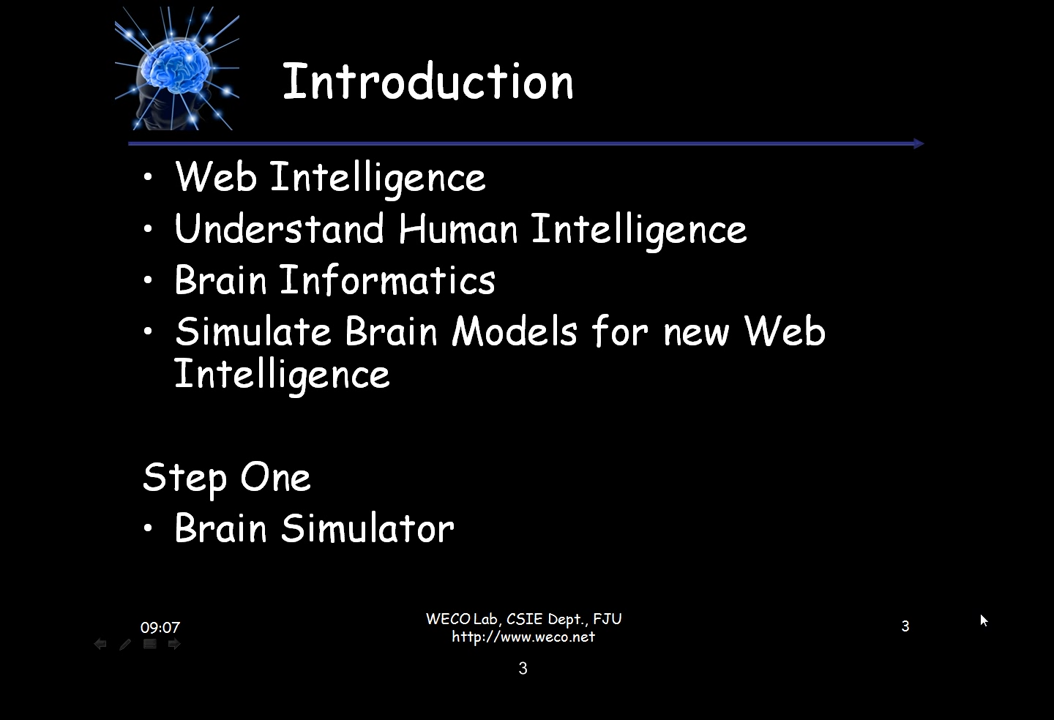 Introduction
• Web Intelligence
• Understand Human Intelligence
• Brain Informatics
• Simulate Brain Models for new Web
Intelligence
Step One
• Brain Simulator
09:07
WECO Lab, CSIE Dept., FJU
http://www.weco.net
3
3